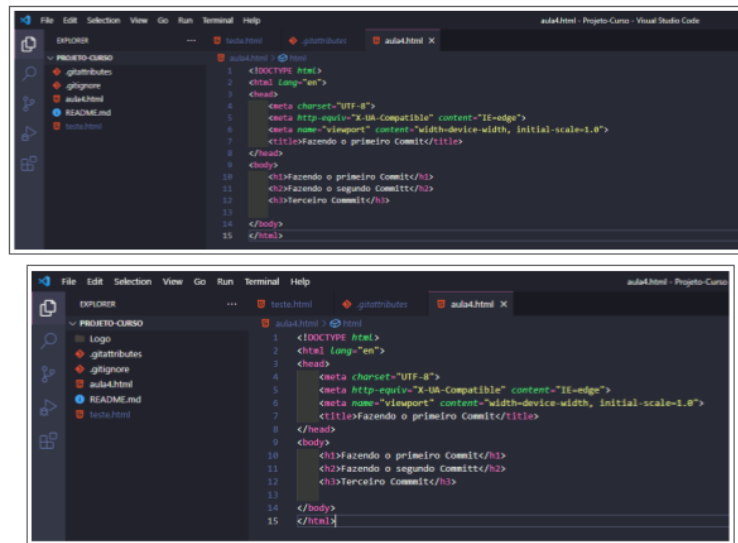 File Edit Selection View Go Run Terminal Help aula4.html - Projeto-Curso - Visual Studio Code
EXPLORER ... teste.html .gitattributes aula4.html X
PROJETO-CURSO aula4.html > html
.gitattributes
.gitignore
aula4.html
README.md
teste.html
1 <!DOCTYPE html>
2 <html lang="en">
3 <head>
4 <meta charset="UTF-8">
5 <meta http-equiv="X-UA-Compatible" content="IE=edge">
6 <meta name="viewport" content="width=device-width, initial-scale=1.0">
7 <title>Fazendo o primeiro Commit</title>
8 </head>
9 <body>
10 <h1>Fazendo o primeiro Commit</h1>
11 <h2>Fazendo o segundo Committ</h2>
12 <h3>Terceiro Commmit</h3>
13
14 </body>
15 </html>
File Edit Selection View Go Run Terminal Help aula4.html - Projeto-Curso
EXPLORER ... teste.html .gitattributes aula4.html X
PROJETO-CURSO aula4.html > html
Logo
.gitattributes
.gitignore
aula4.html
README.md
teste.html
1 <!DOCTYPE html>
2 <html lang="en">
3 <head>
4 <meta charset="UTF-8">
5 <meta http-equiv="X-UA-Compatible" content="IE=edge">
6 <meta name="viewport" content="width=device-width, initial-scale=1.0">
7 <title>Fazendo o primeiro Commit</title>
8 </head>
9 <body>
10 <h1>Fazendo o primeiro Commit</h1>
11 <h2>Fazendo o segundo Committ</h2>
12 <h3>Terceiro Commmit</h3>
13
14 </body>
15 </html>